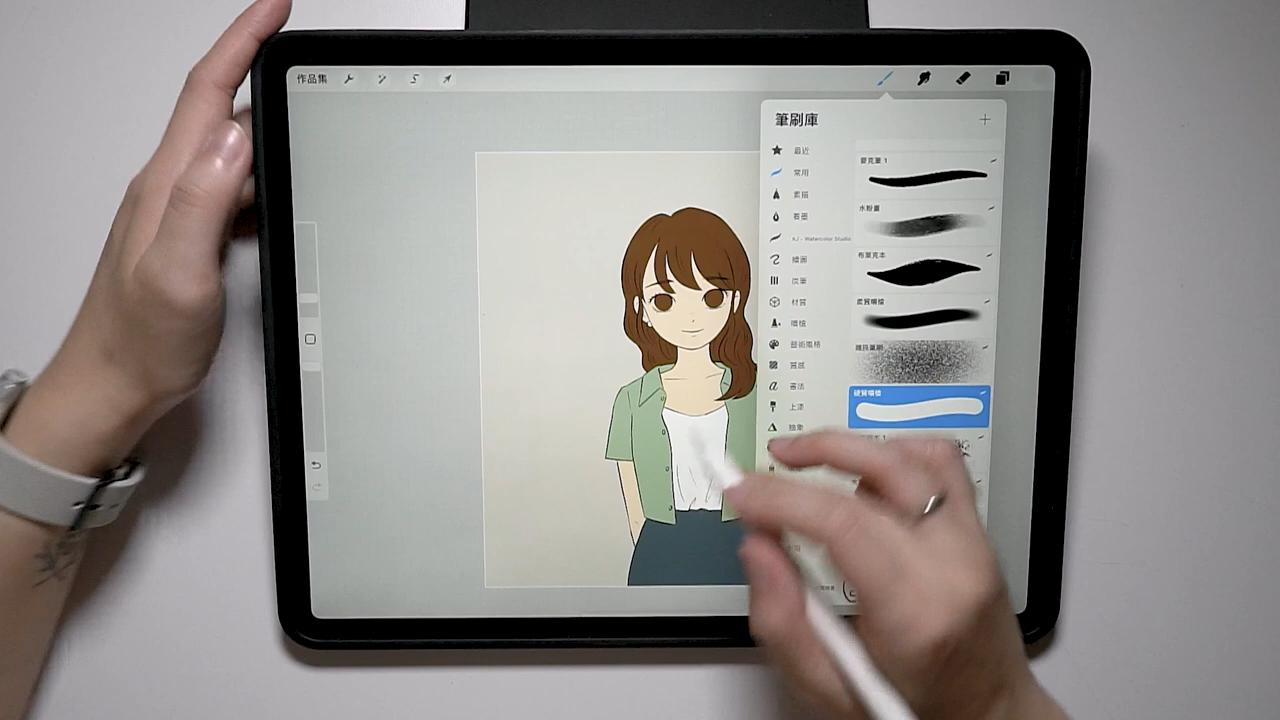 作品集
筆刷庫
最近
常用
素描
著墨
KJ - Watercolor Studio
繪圖
炭筆
材質
噴槍
藝術風格
質感
書法
上漆
抽象
麥克筆 1
水粉畫
布萊克本
柔質噴槍
雜訊筆刷
硬質噴槍